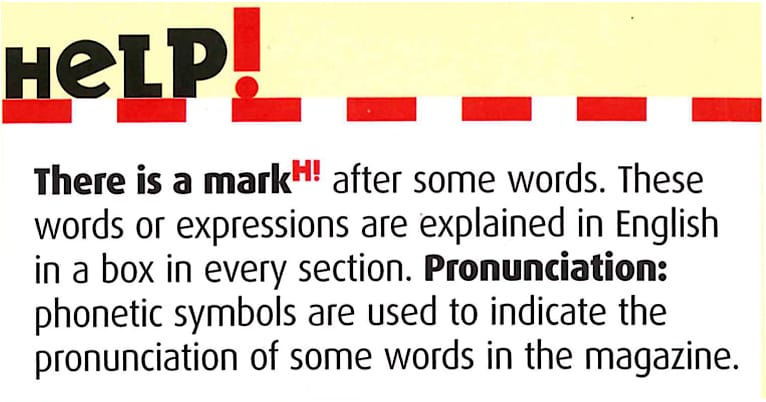 HeLP!
There is a markH! after some words. These
words or expressions are explained in English
in a box in every section. Pronunciation:
phonetic symbols are used to indicate the
pronunciation of some words in the magazine.